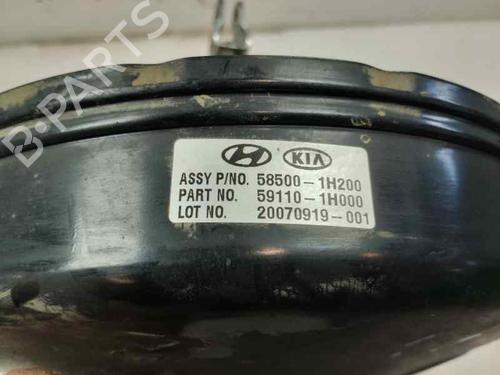 B-PARTS
KIA
ASSY P/NO. 58500-1H200
PART NO. 59110-1H000
LOT NO. 20070919-001